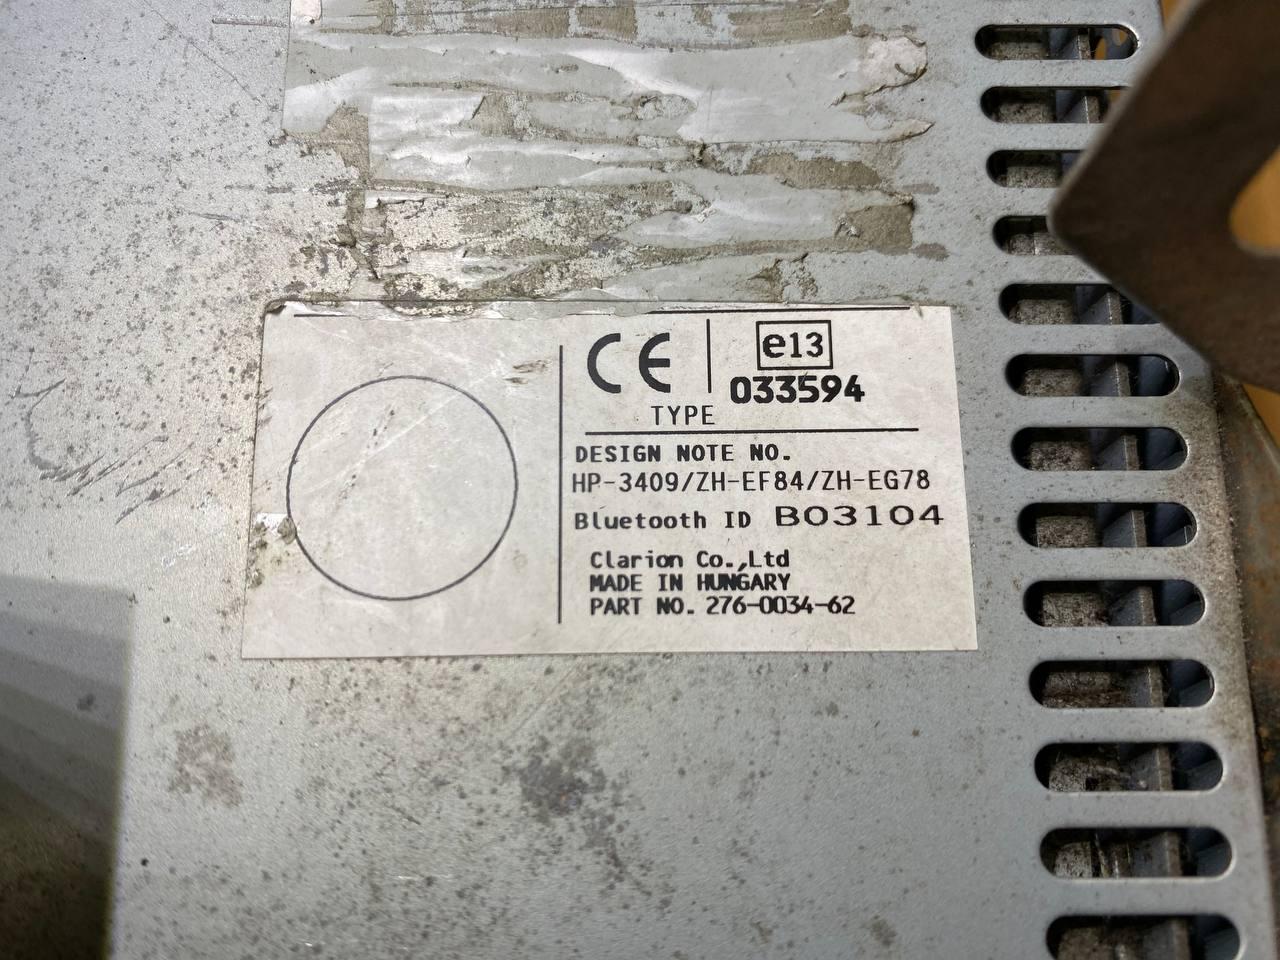 CE
e13
033594
TYPE
DESIGN NOTE NO.
HP-3409/ZH-EF84/ZH-EG78
Bluetooth ID B03104
Clarion Co.,Ltd
MADE IN HUNGARY
PART NO. 276-0034-62